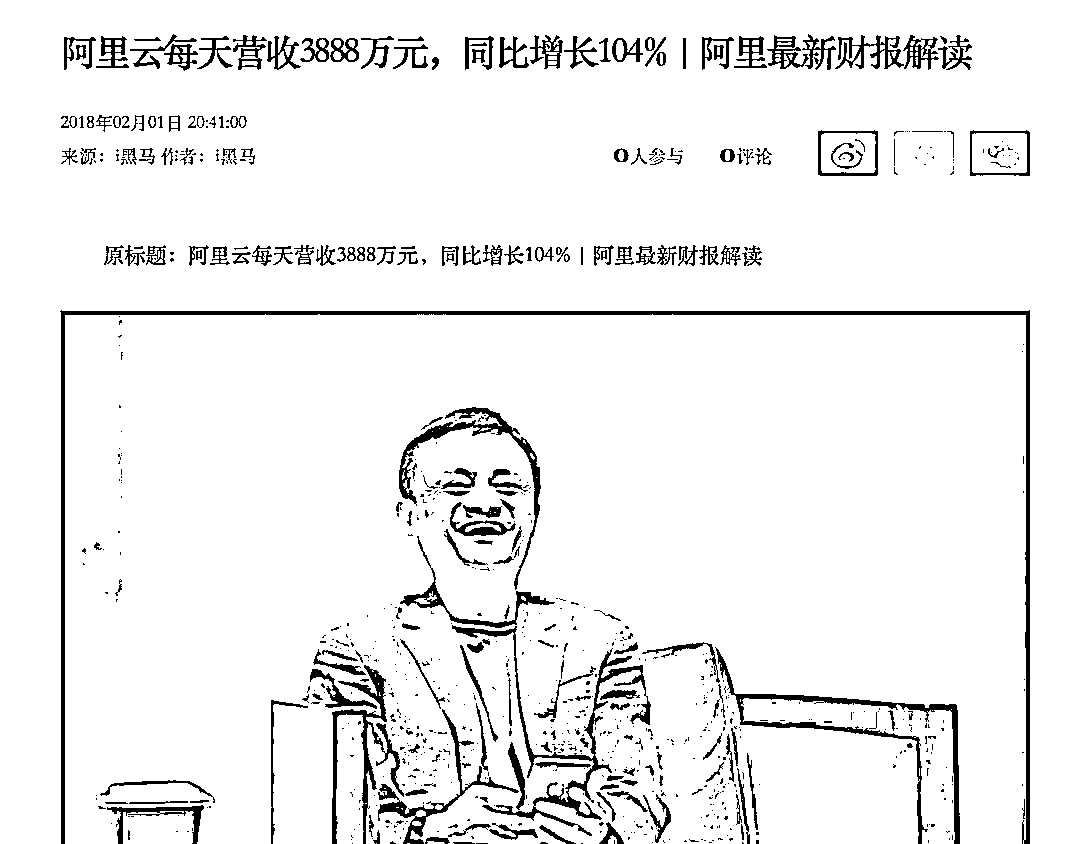 阿里云每天营收3888万元，同比增长104%｜阿里最新财报解读
2018年02月01日 20:41:00
来源：i黑马 作者：i黑马
0人参与 0评论
原标题：阿里云每天营收3888万元，同比增长104%｜阿里最新财报解读